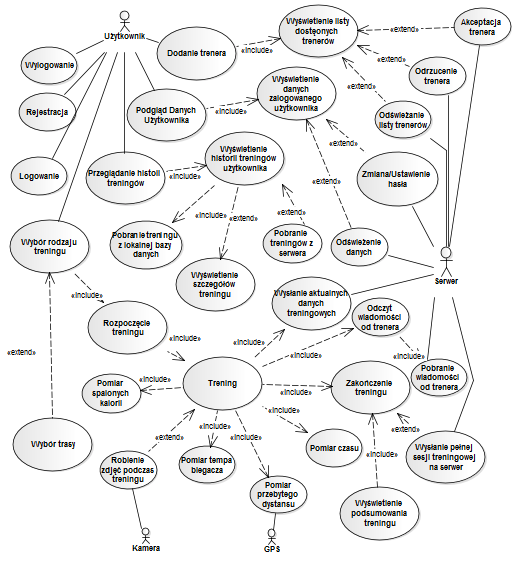 Użytkownik
Wyświetlenie listy
dostępnych
trenerów
«extend»
Akceptacja
trenera
Dodanie trenera
«include»
Wylogowanie
«extend»
Odrzucenie
trenera
Wyświetlenie
danych
zalogowanego
użytkownika
«extend»
Rejestracja
Podgląd Danych
Użytkownika
«include»
Odświeżanie
listy trenerów
Logowanie
Przeglądanie historii
treningów
«include»
Wyświetlenie
historii treningów
użytkownika
«extend»
«extend»
Zmiana/Ustawienie
hasła
Wybór rodzaju
treningu
Pobranie treningu
z lokalnej bazy
danych
«include»
«extend»
«extend»
Pobranie
treningów z
serwera
Odświeżenie
danych
Serwer
Wyświetlenie
szczegółów
treningu
Wysłanie aktualnych
danych
treningowych
«include»
Rozpoczęcie
treningu
Odczyt
wiadomości
od trenera
«include»
«include»
«include»
«include»
«extend»
Pobranie
wiadomości
od trenera
Pomiar
spalonych
kalorii
«include»
Trening
«include»
Zakończenie
treningu
Wybór trasy
«extend»
«include»
«include»
«include»
Pomiar czasu
«extend»
«include»
Wysłanie pełnej
sesji treningowej
na serwer
Robienie
zdjęć podczas
treningu
Pomiar tempa
biegacza
Pomiar
przebytego
dystansu
Wyświetlenie
podsumowania
treningu
Kamera
GPS